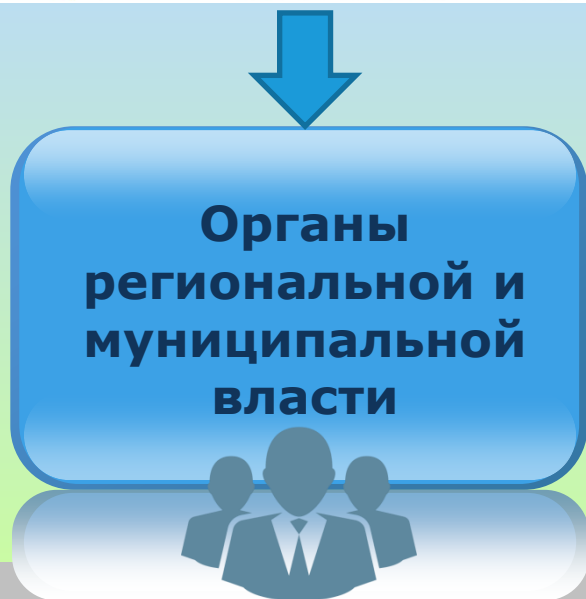 Органы
региональной и
муниципальной
власти